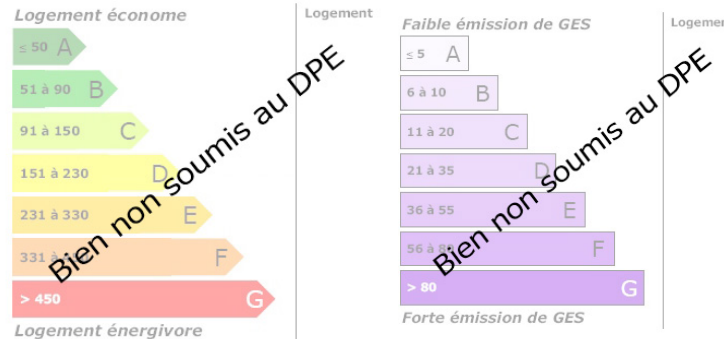 Logement économe
Logement
≤ 50 A
51 à 90 B
91 à 150 C
151 à 230 D
231 à 330 E
331 à F
> 450 G
Logement énergivore
Bien non soumis au DPE
Faible émission de GES
Logemen
≤ 5 A
6 à 10 B
11 à 20 C
21 à 35 D
36 à 55 E
56 à 80 F
> 80 G
Forte émission de GES
Bien non soumis au DPE